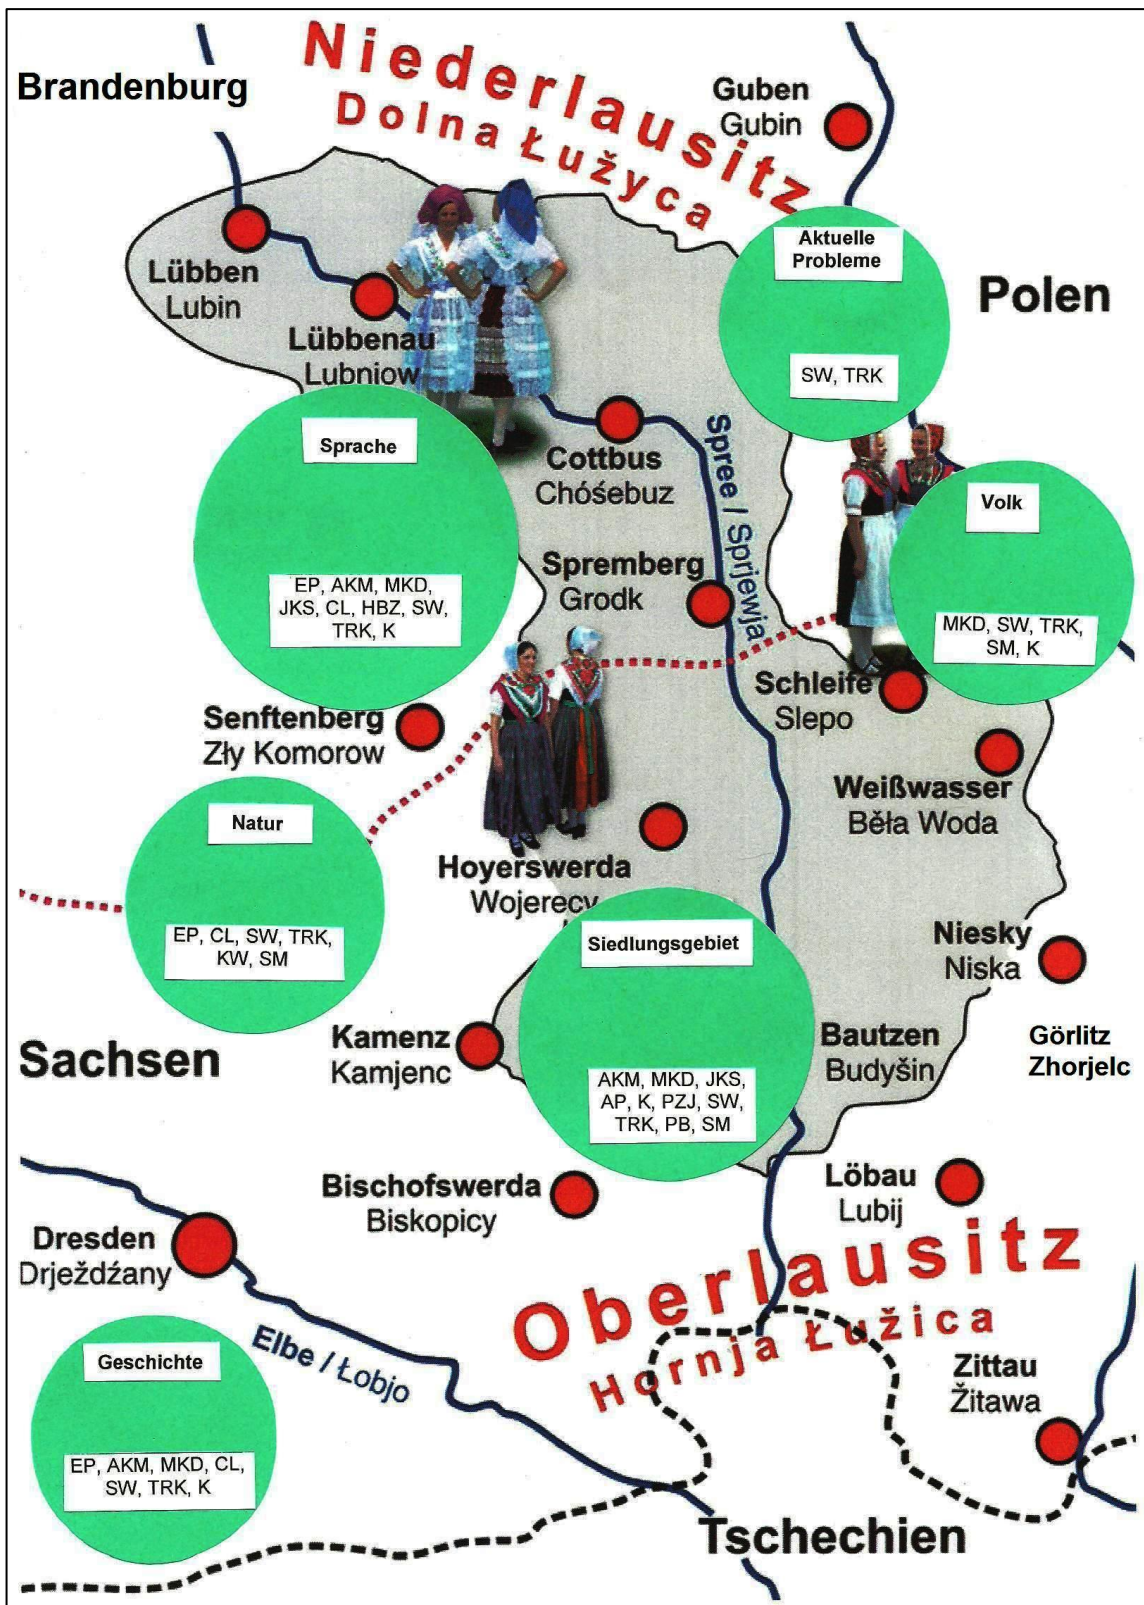 Brandenburg
Niederlausitz
Dolna Łužyca
Guben
Gubin
Aktuelle
Probleme
SW, TRK
Polen
Lübben
Lubin
Lübbenau
Lubniow
Sprache
EP, AKM, MKD,
JKS, CL, HBZ, SW,
TRK, K
Cottbus
Chóśebuz
Spree / Sprjewja
Volk
MKD, SW, TRK,
SM, K
Spremberg
Grodk
Schleife
Slepo
Senftenberg
Zły Komorow
Weißwasser
Běła Woda
Natur
EP, CL, SW, TRK,
KW, SM
Hoyerswerda
Wojerecy
Siedlungsgebiet
AKM, MKD, JKS,
AP, K, PZJ, SW,
TRK, PB, SM
Niesky
Niska
Sachsen
Kamenz
Kamjenc
Bautzen
Budyšin
Görlitz
Zhorjelc
Bischofswerda
Biskopicy
Löbau
Lubij
Dresden
Drježdźany
Oberlausitz
Hornja Łužica
Elbe / Łobjo
Geschichte
EP, AKM, MKD, CL,
SW, TRK, K
Zittau
Žitawa
Tschechien